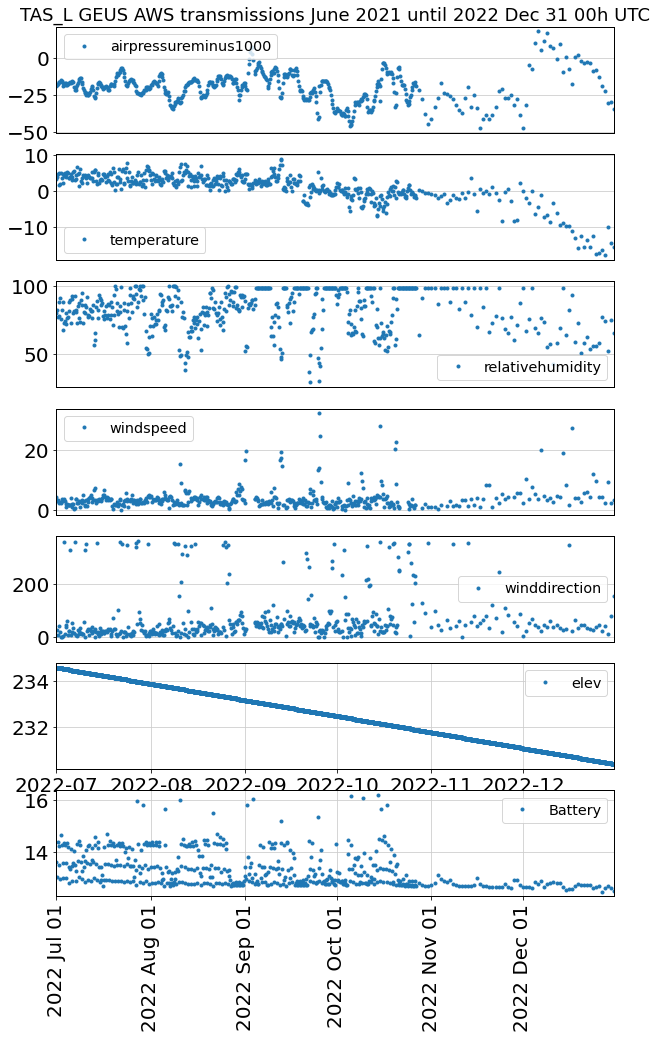 TAS_L GEUS AWS transmissions June 2021 until 2022 Dec 31 00h UTC
airpressureminus1000
0
−25
−50
10
0
−10
temperature
100
50
relativehumidity
windspeed
20
0
200
0
winddirection
234
232
elev
2022-07 2022-08 2022-09 2022-10 2022-11 2022-12
16
14
Battery
2022 Jul 01
2022 Aug 01
2022 Sep 01
2022 Oct 01
2022 Nov 01
2022 Dec 01